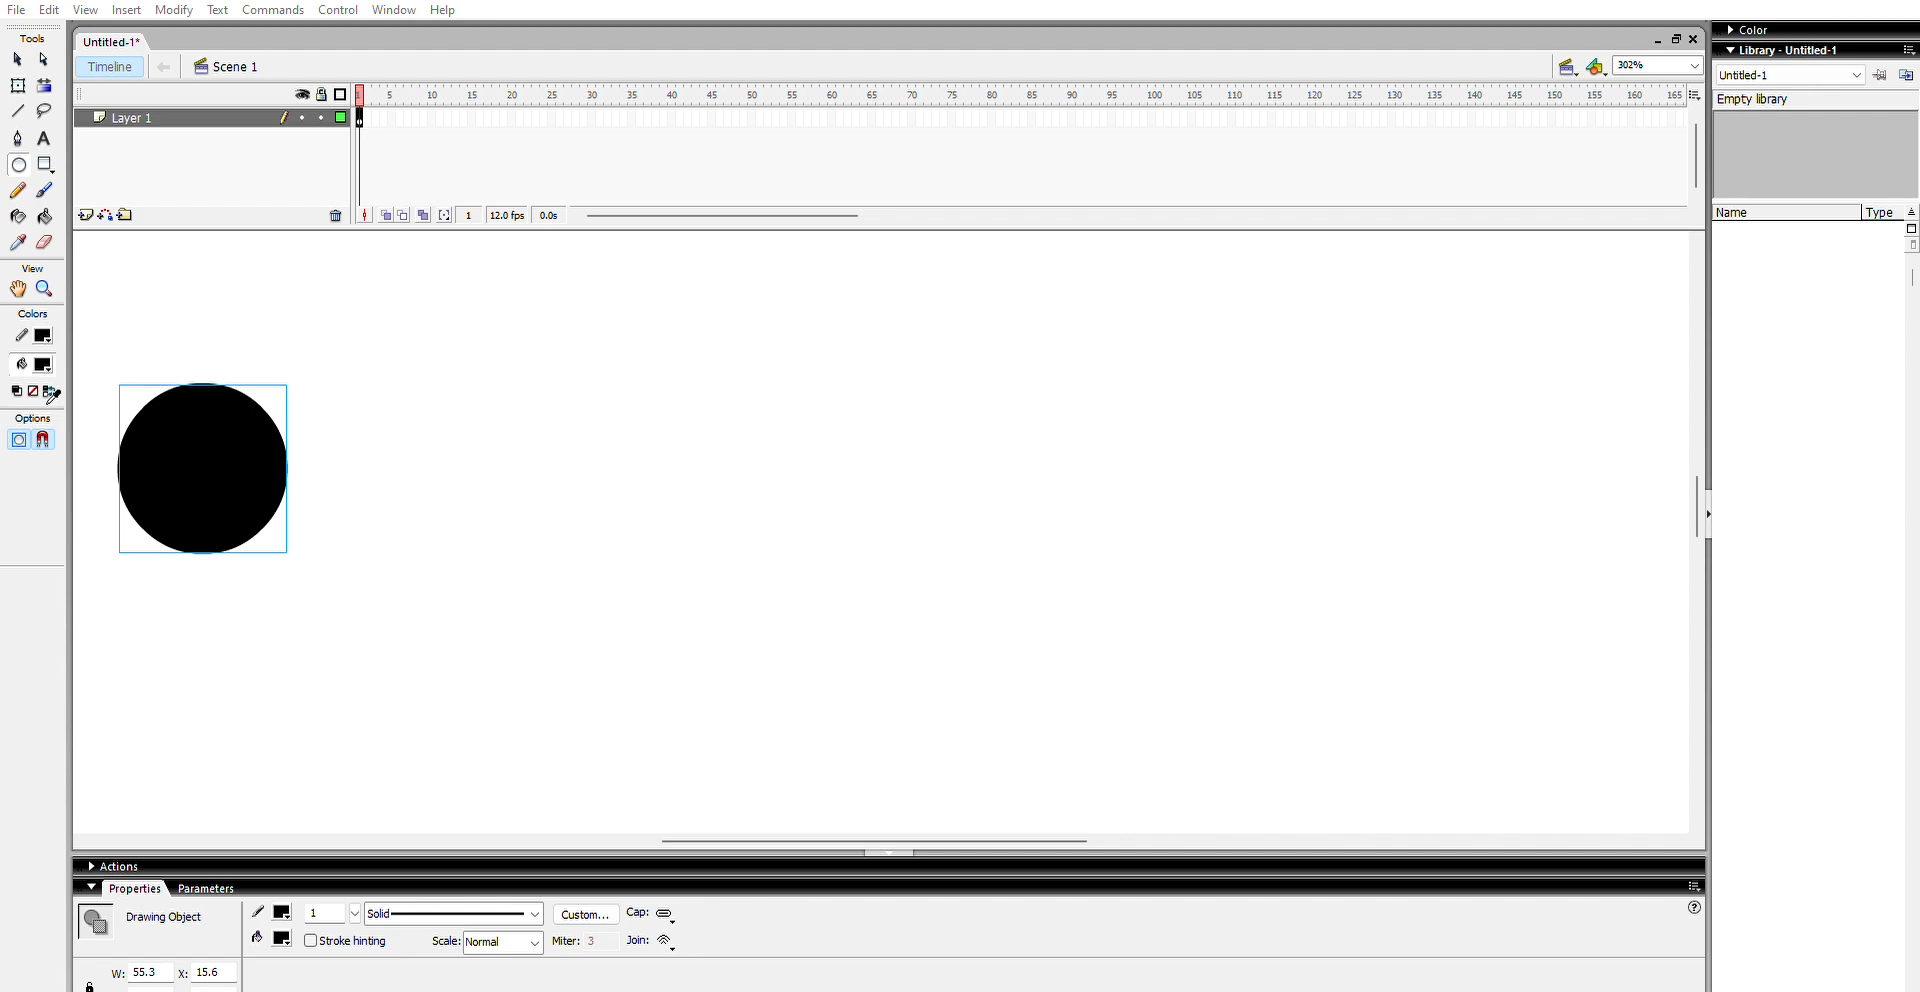 File Edit View Insert Modify Text Commands Control Window Help
Tools
Untitled-1*
Color
Timeline
Scene 1
302%
Library - Untitled-1
Untitled-1
1 5 10 15 20 25 30 35 40 45 50 55 60 65 70 75 80 85 90 95 100 105 110 115 120 125 130 135 140 145 150 155 160 165
Empty library
Layer 1
A
1 12.0 fps 0.0s
Name Type
View
Colors
Options
Actions
Properties Parameters
Drawing Object
1 Solid Custom... Cap:
Stroke hinting Scale: Normal Miter: 3 Join:
W: 55.3 X: 15.6